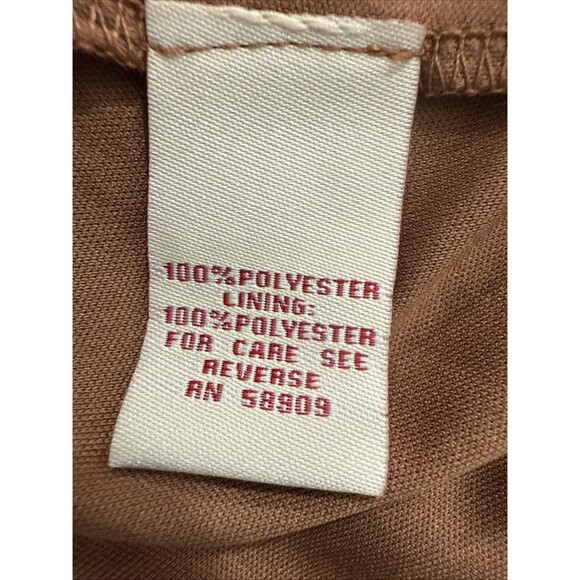 100%POLYESTER
LINING:
100%POLYESTER
FOR CARE SEE
REVERSE
RN 58909